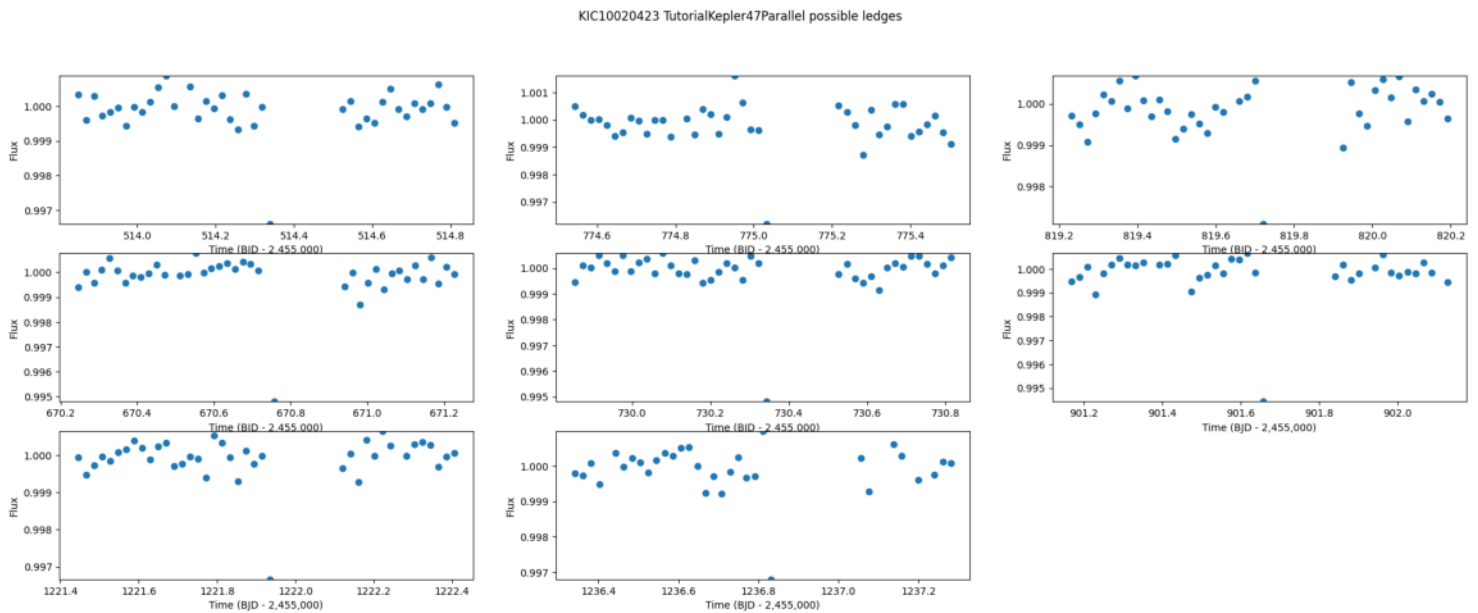 KIC10020423 TutorialKepler47Parallel possible ledges
1.000
0.999
0.998
0.997
Flux
514.0 514.2 514.4 514.6 514.8
Time (BJD - 2,455,000)
1.001
1.000
0.999
0.998
0.997
Flux
774.6 774.8 775.0 775.2 775.4
Time (BJD - 2,455,000)
1.000
0.999
0.998
Flux
819.2 819.4 819.6 819.8 820.0 820.2
Time (BJD - 2,455,000)
1.000
0.999
0.998
0.997
0.996
0.995
Flux
670.2 670.4 670.6 670.8 671.0 671.2
Time (BJD - 2,455,000)
1.000
0.999
0.998
0.997
0.996
0.995
Flux
730.0 730.2 730.4 730.6 730.8
Time (BJD - 2,455,000)
1.000
0.999
0.998
0.997
0.996
0.995
Flux
901.2 901.4 901.6 901.8 902.0
Time (BJD - 2,455,000)
1.000
0.999
0.998
0.997
Flux
1221.4 1221.6 1221.8 1222.0 1222.2 1222.4
Time (BJD - 2,455,000)
1.000
0.999
0.998
0.997
Flux
1236.4 1236.6 1236.8 1237.0 1237.2
Time (BJD - 2,455,000)